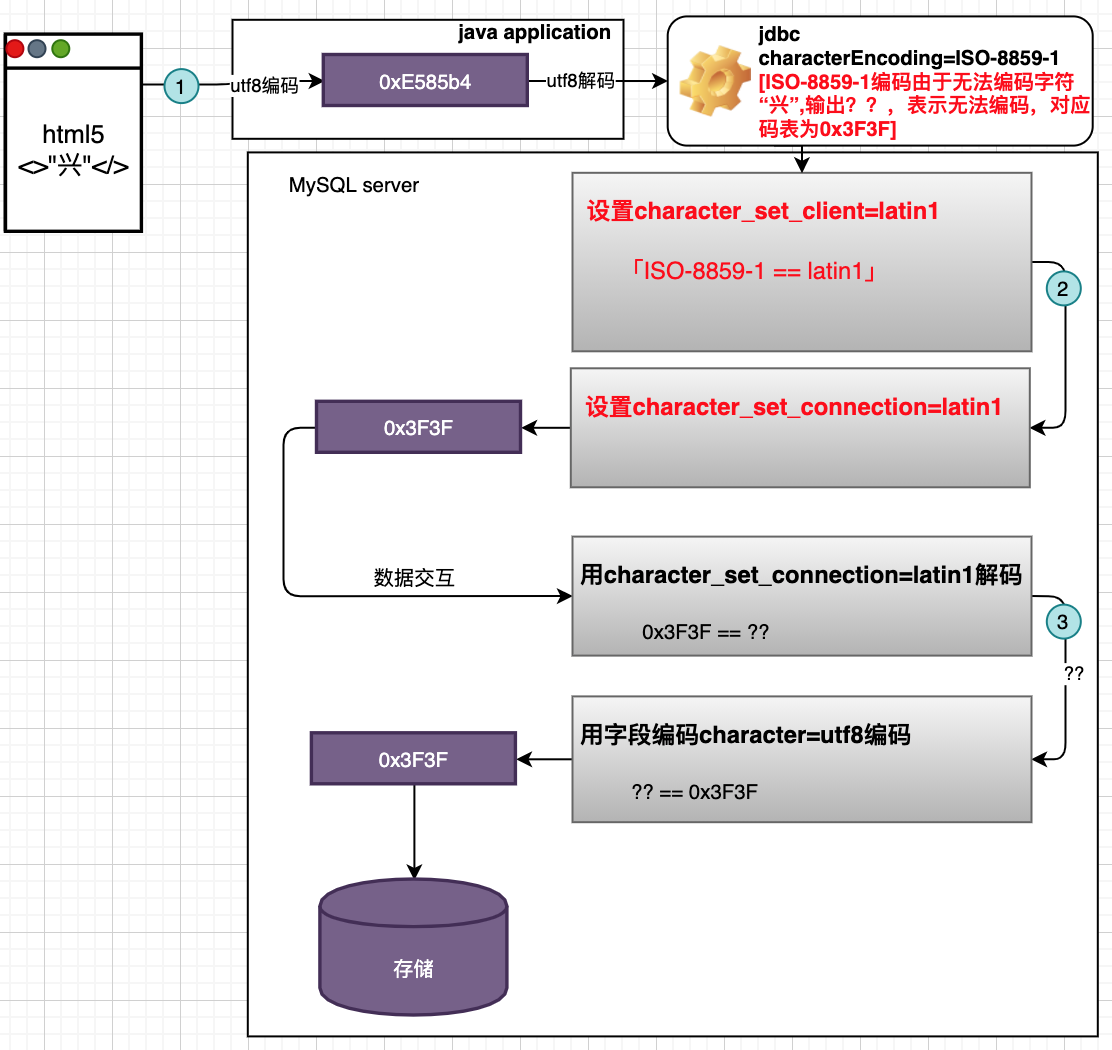 html5
<>"兴"</>
1
utf8编码
java application
0xE585b4
utf8解码
jdbc
characterEncoding=ISO-8859-1
[ISO-8859-1编码由于无法编码字符
“兴”,输出？？，表示无法编码，对应
码表为0x3F3F]
MySQL server
设置character_set_client=latin1
「ISO-8859-1 == latin1」
2
设置character_set_connection=latin1
0x3F3F
数据交互
用character_set_connection=latin1解码
0x3F3F == ??
3
??
用字段编码character=utf8编码
?? == 0x3F3F
0x3F3F
存储